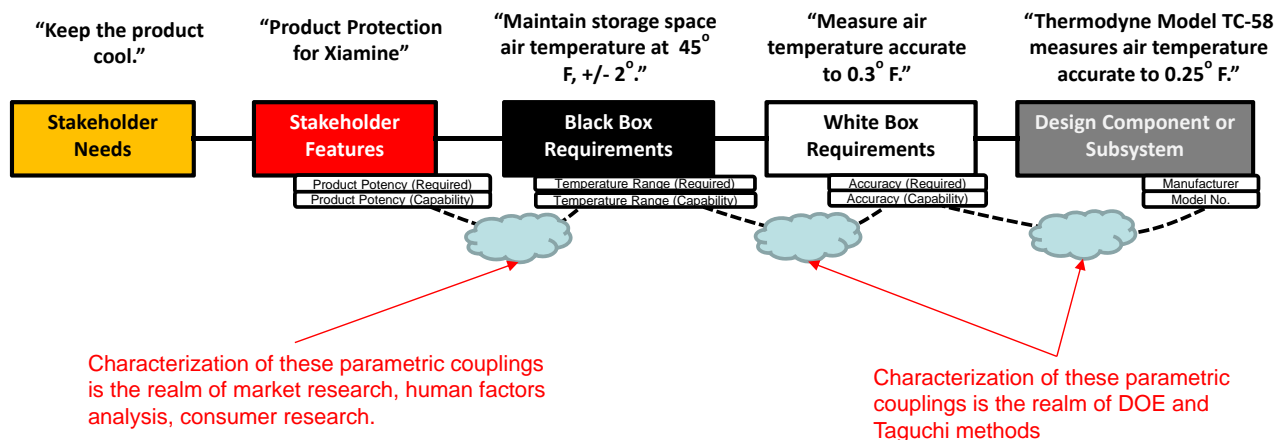 “Keep the product
cool.”
“Product Protection
for Xiamine”
“Maintain storage space
air temperature at 45°
F, +/- 2°.”
“Measure air
temperature accurate
to 0.3° F.”
“Thermodyne Model TC-58
measures air temperature
accurate to 0.25° F.”
Stakeholder
Needs
Stakeholder
Features
Black Box
Requirements
White Box
Requirements
Design Component or
Subsystem
Product Potency (Required)
Product Potency (Capability)
Temperature Range (Required)
Temperature Range (Capability)
Accuracy (Required)
Accuracy (Capability)
Manufacturer
Model No.
Characterization of these parametric couplings
is the realm of market research, human factors
analysis, consumer research.
Characterization of these parametric
couplings is the realm of DOE and
Taguchi methods